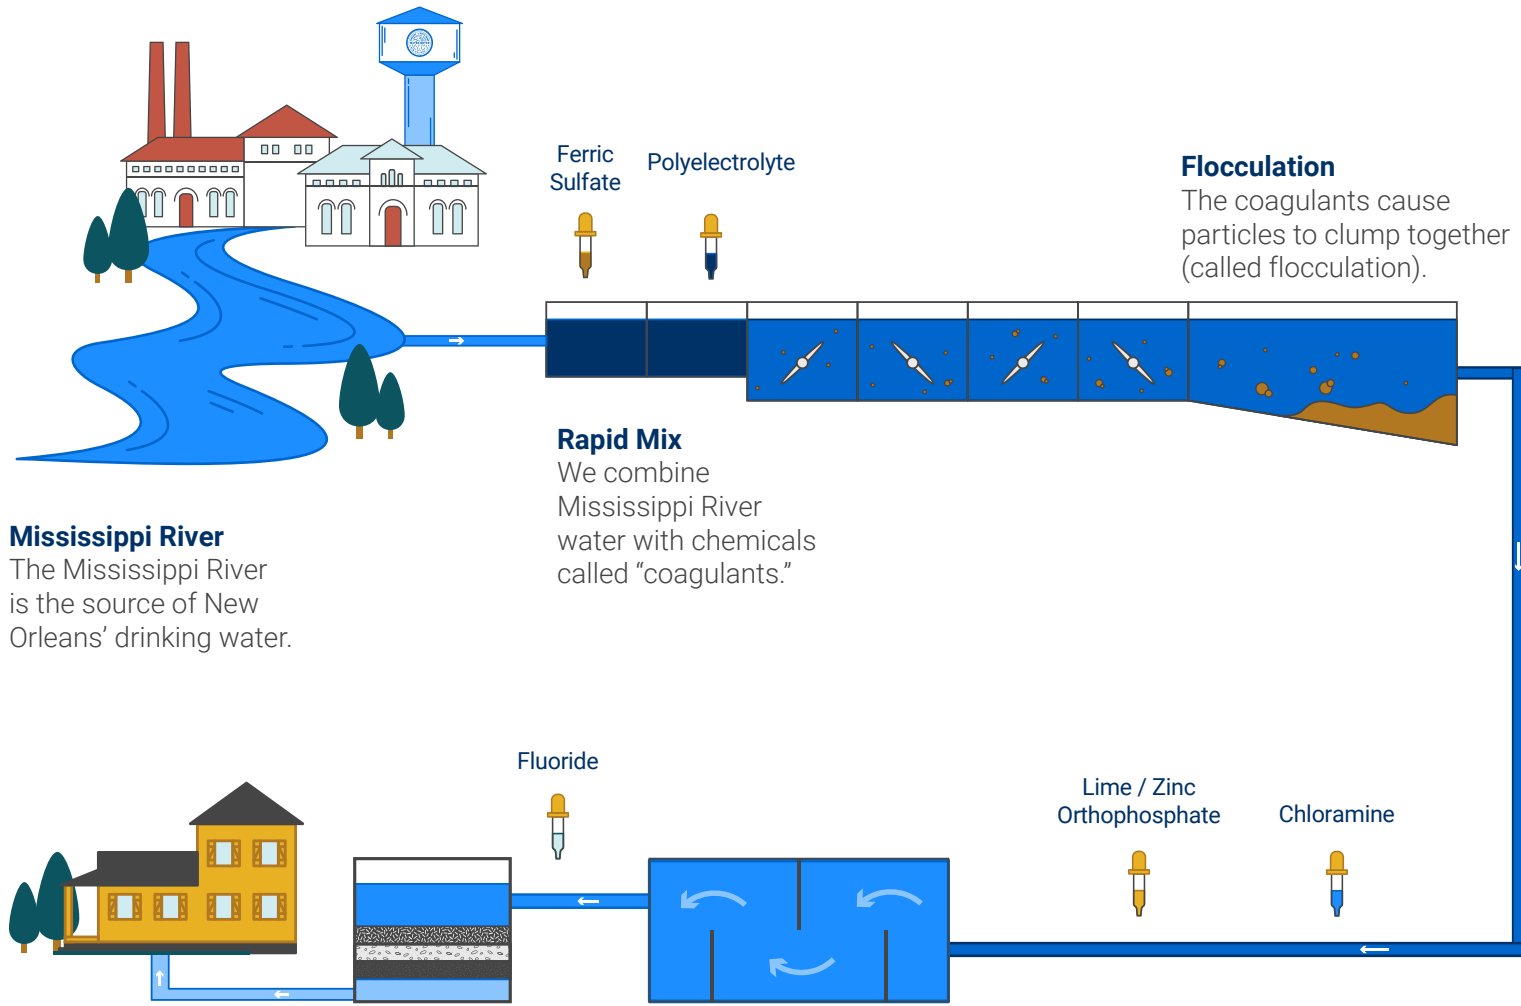 Ferric
Sulfate
Polyelectrolyte
Flocculation
The coagulants cause
particles to clump together
(called flocculation).
Rapid Mix
We combine
Mississippi River
water with chemicals
called “coagulants.”
Mississippi River
The Mississippi River
is the source of New
Orleans’ drinking water.
Fluoride
Lime / Zinc
Orthophosphate
Chloramine